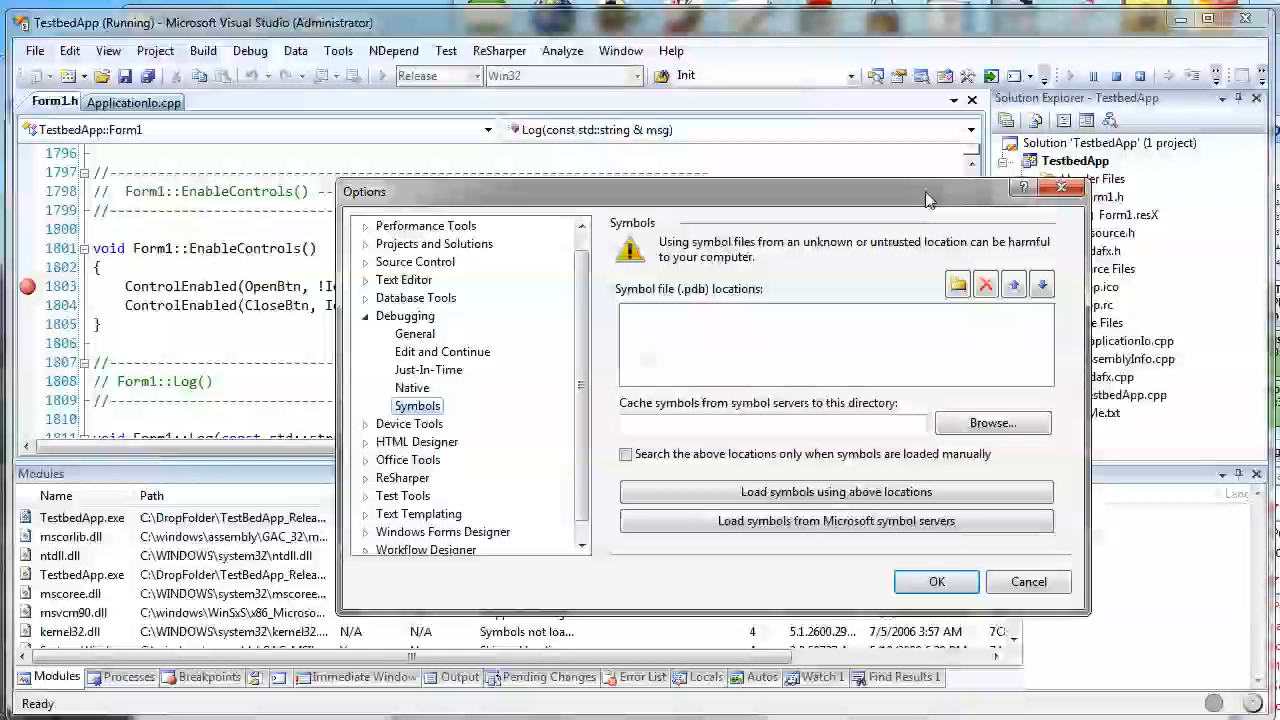 TestbedApp (Running) - Microsoft Visual Studio (Administrator)
File Edit View Project Build Debug Data Tools NDepend Test ReSharper Analyze Window Help
Release Win32 Init
Form1.h ApplicationIo.cpp
TestbedApp::Form1 Log(const std::string & msg)
1796
1797 //------------------------------------------------------------------
1798 // Form1::EnableControls() --
1799 //------------------------
1800
1801 void Form1::EnableControls()
1802 {
1803 ControlEnabled(OpenBtn, !I
1804 ControlEnabled(CloseBtn, I
1805 }
1806
1807 //------------------------
1808 // Form1::Log()
1809 //------------------------
1810
1811 void Form1::Log(const std::str
Solution Explorer - TestbedApp
Solution 'TestbedApp' (1 project)
TestbedApp
der Files
rm1.h
Form1.resX
source.h
dafx.h
ource Files
p.ico
p.rc
e Files
pplicationIo.cpp
ssemblyInfo.cpp
dafx.cpp
estbedApp.cpp
Me.txt
Options
Performance Tools
Projects and Solutions
Source Control
Text Editor
Database Tools
Debugging
General
Edit and Continue
Just-In-Time
Native
Symbols
Device Tools
HTML Designer
Office Tools
ReSharper
Test Tools
Text Templating
Windows Forms Designer
Workflow Designer
Symbols
Using symbol files from an unknown or untrusted location can be harmful
to your computer.
Symbol file (.pdb) locations:
Cache symbols from symbol servers to this directory:
Browse...
Search the above locations only when symbols are loaded manually
Load symbols using above locations
Load symbols from Microsoft symbol servers
OK Cancel
Modules
Name Path
TestbedApp.exe C:\DropFolder\TestBedApp_Relea...
mscorlib.dll C:\windows\assembly\GAC_32\m...
ntdll.dll C:\WINDOWS\system32\ntdll.dll
TestbedApp.exe C:\DropFolder\TestBedApp_Relea...
mscoree.dll C:\WINDOWS\system32\mscoree.dll
msvcm90.dll C:\windows\WinSxS\x86_Microso...
kernel32.dll C:\WINDOWS\system32\kernel32... N/A N/A Symbols not loa... 4 5.1.2600.29... 7/5/2006 3:57 AM 7C
Modules Processes Breakpoints Immediate Window Output Pending Changes Error List Locals Autos Watch 1 Find Results 1
Ready